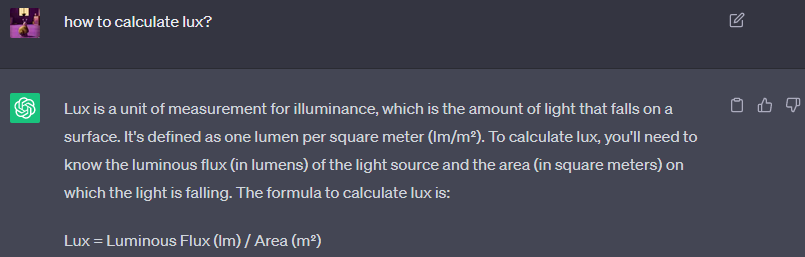 how to calculate lux?
Lux is a unit of measurement for illuminance, which is the amount of light that falls on a
surface. It's defined as one lumen per square meter (lm/m²). To calculate lux, you'll need to
know the luminous flux (in lumens) of the light source and the area (in square meters) on
which the light is falling. The formula to calculate lux is:
Lux = Luminous Flux (lm) / Area (m²)